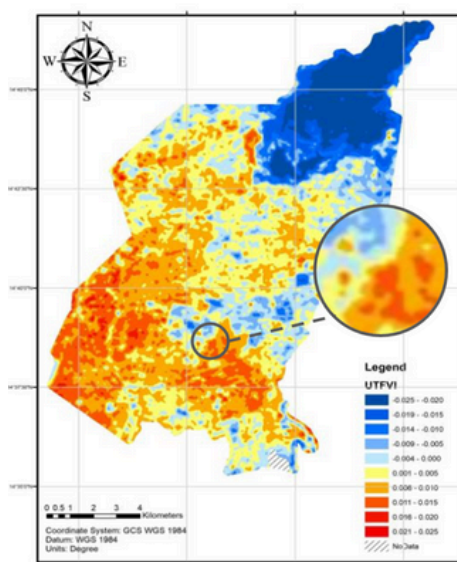 N
W E
S
Legend
UTFVI
-0.025 - -0.020
-0.019 - -0.015
-0.014 - -0.010
-0.009 - -0.005
-0.004 - 0.000
0.001 - 0.005
0.006 - 0.010
0.011 - 0.015
0.016 - 0.020
0.021 - 0.025
NoData
0 0.5 1 2 3 4
Kilometers
Coordinate System: GCS WGS 1984
Datum: WGS 1984
Units: Degree